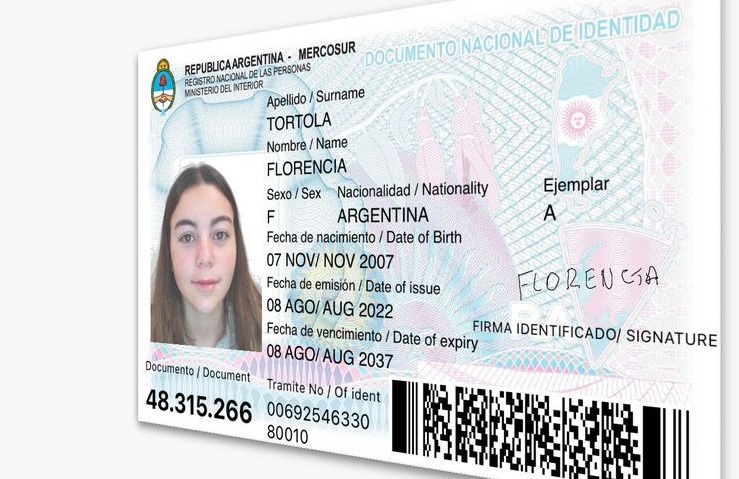 REPUBLICA ARGENTINA - MERCOSUR
REGISTRO NACIONAL DE LAS PERSONAS
MINISTERIO DEL INTERIOR
DOCUMENTO NACIONAL DE IDENTIDAD
Apellido / Surname
TORTOLA
Nombre / Name
FLORENCIA
Sexo / Sex Nacionalidad / Nationality
F ARGENTINA
Ejemplar
A
Fecha de nacimiento / Date of Birth
07 NOV/ NOV 2007
Fecha de emisión / Date of issue
08 AGO/ AUG 2022
Fecha de vencimiento / Date of expiry
08 AGO/ AUG 2037
FLORENCIA
FIRMA IDENTIFICADO/ SIGNATURE
Documento / Document
48.315.266
Tramite No / Of ident
00692546330
80010